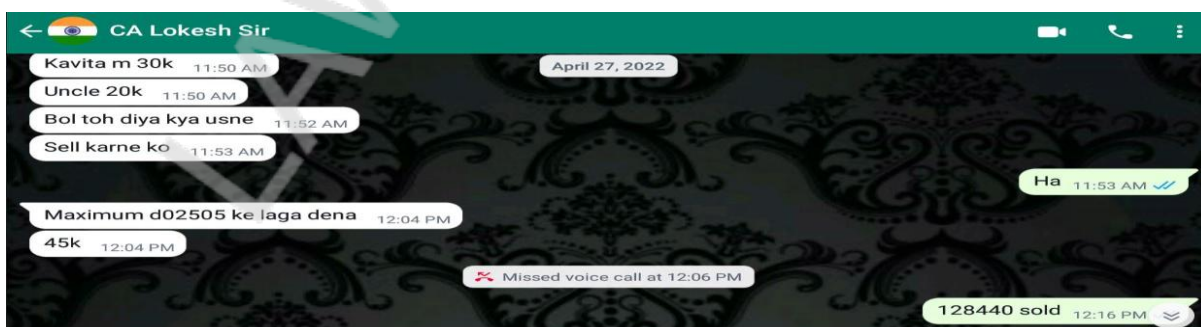 CA Lokesh Sir
Kavita m 30k 11:50 AM
April 27, 2022
Uncle 20k 11:50 AM
Bol toh diya kya usne 11:52 AM
Sell karne ko 11:53 AM
Ha 11:53 AM
Maximum d02505 ke laga dena 12:04 PM
45k 12:04 PM
Missed voice call at 12:06 PM
128440 sold 12:16 PM